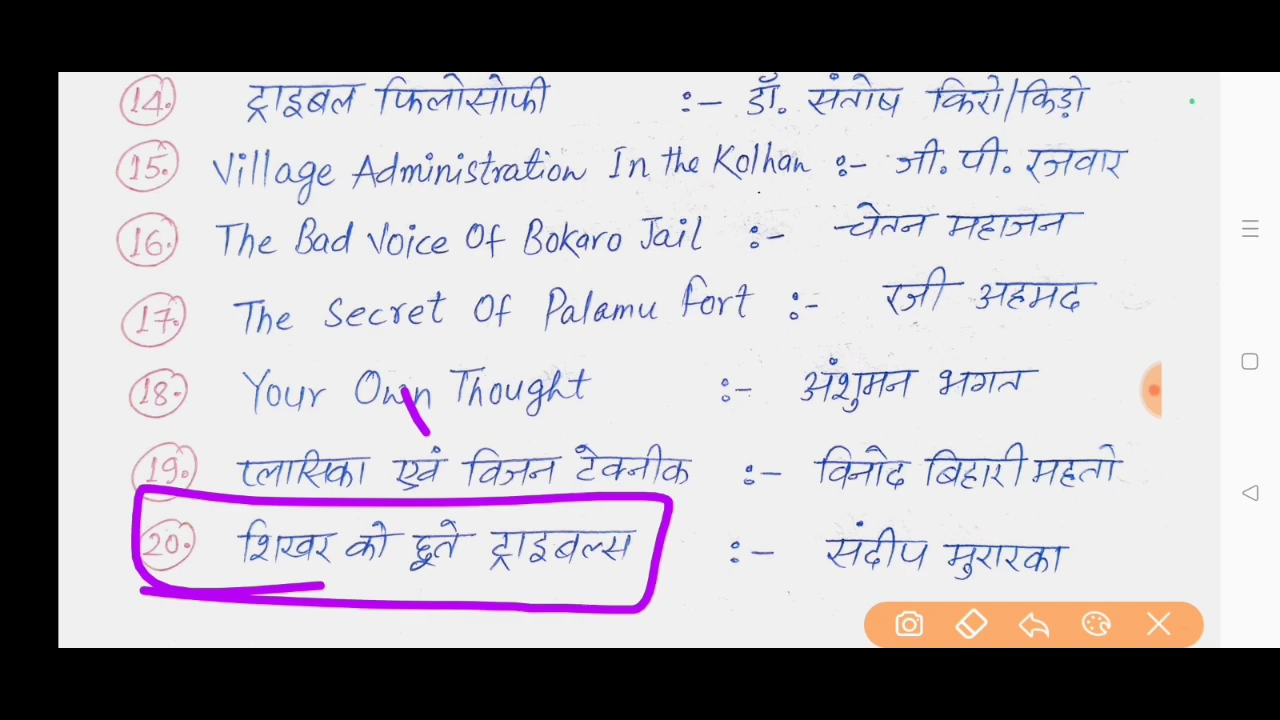 14. ट्राइबल फिलोसोफी :- डॉ. संतोष किरो/किड़ो
15. Village Administration In the Kolhan :- जी.पी. रजवार
16. The Bad Voice Of Bokaro Jail :- चेतन महाजन
17. The Secret Of Palamu Fort :- रजी अहमद
18. Your Own Thought :- अंशुमन भगत
19. प्लासिका एवं विजन टेक्नीक :- विनोद बिहारी महतो
20. शिखर को छूते ट्राइबल्स :- संदीप मुरारका